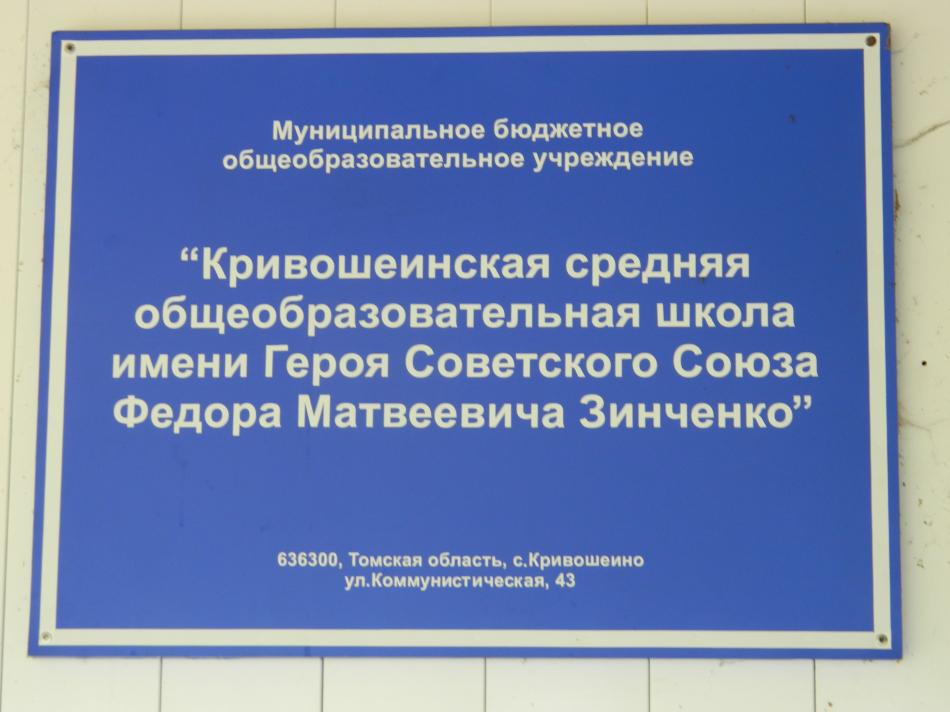 Муниципальное бюджетное
общеобразовательное учреждение
“Кривошеинская средняя
общеобразовательная школа
имени Героя Советского Союза
Федора Матвеевича Зинченко”
636300, Томская область, с.Кривошеино
ул.Коммунистическая, 43